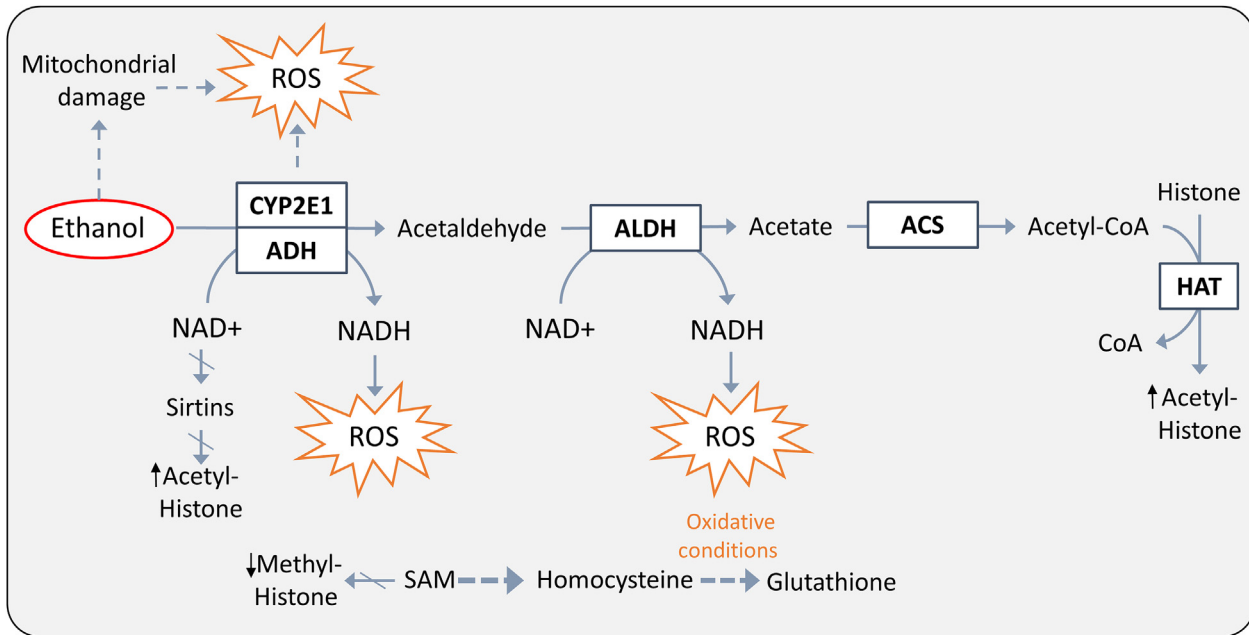 Mitochondrial
damage
ROS
CYP2E1
Ethanol
ADH
Acetaldehyde
ALDH
Acetate
ACS
Acetyl-CoA
Histone
HAT
CoA
↑Acetyl-
Histone
NAD+
NADH
NAD+
NADH
Sirtins
ROS
ROS
↑Acetyl-
Histone
Oxidative
conditions
↓Methyl-
Histone
SAM
Homocysteine
Glutathione